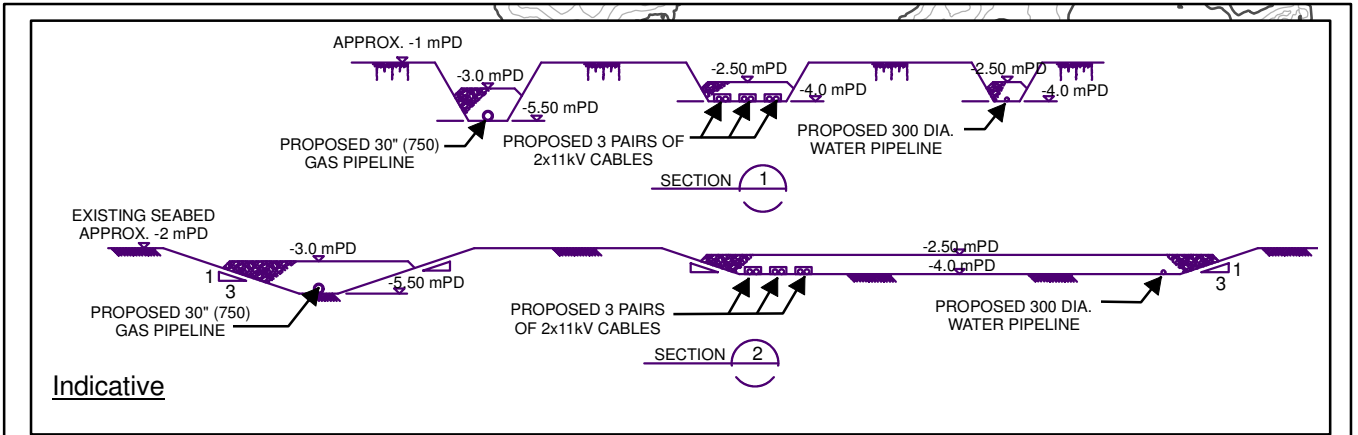 APPROX. -1 mPD
-3.0 mPD
-5.50 mPD
PROPOSED 30" (750)
GAS PIPELINE
-2.50 mPD
-4.0 mPD
PROPOSED 3 PAIRS OF
2x11kV CABLES
-2.50 mPD
-4.0 mPD
PROPOSED 300 DIA.
WATER PIPELINE
SECTION 1
EXISTING SEABED
APPROX. -2 mPD
-3.0 mPD
1
3
-5.50 mPD
PROPOSED 30" (750)
GAS PIPELINE
-2.50 mPD
-4.0 mPD
1
3
PROPOSED 3 PAIRS
OF 2x11kV CABLES
PROPOSED 300 DIA.
WATER PIPELINE
SECTION 2
Indicative